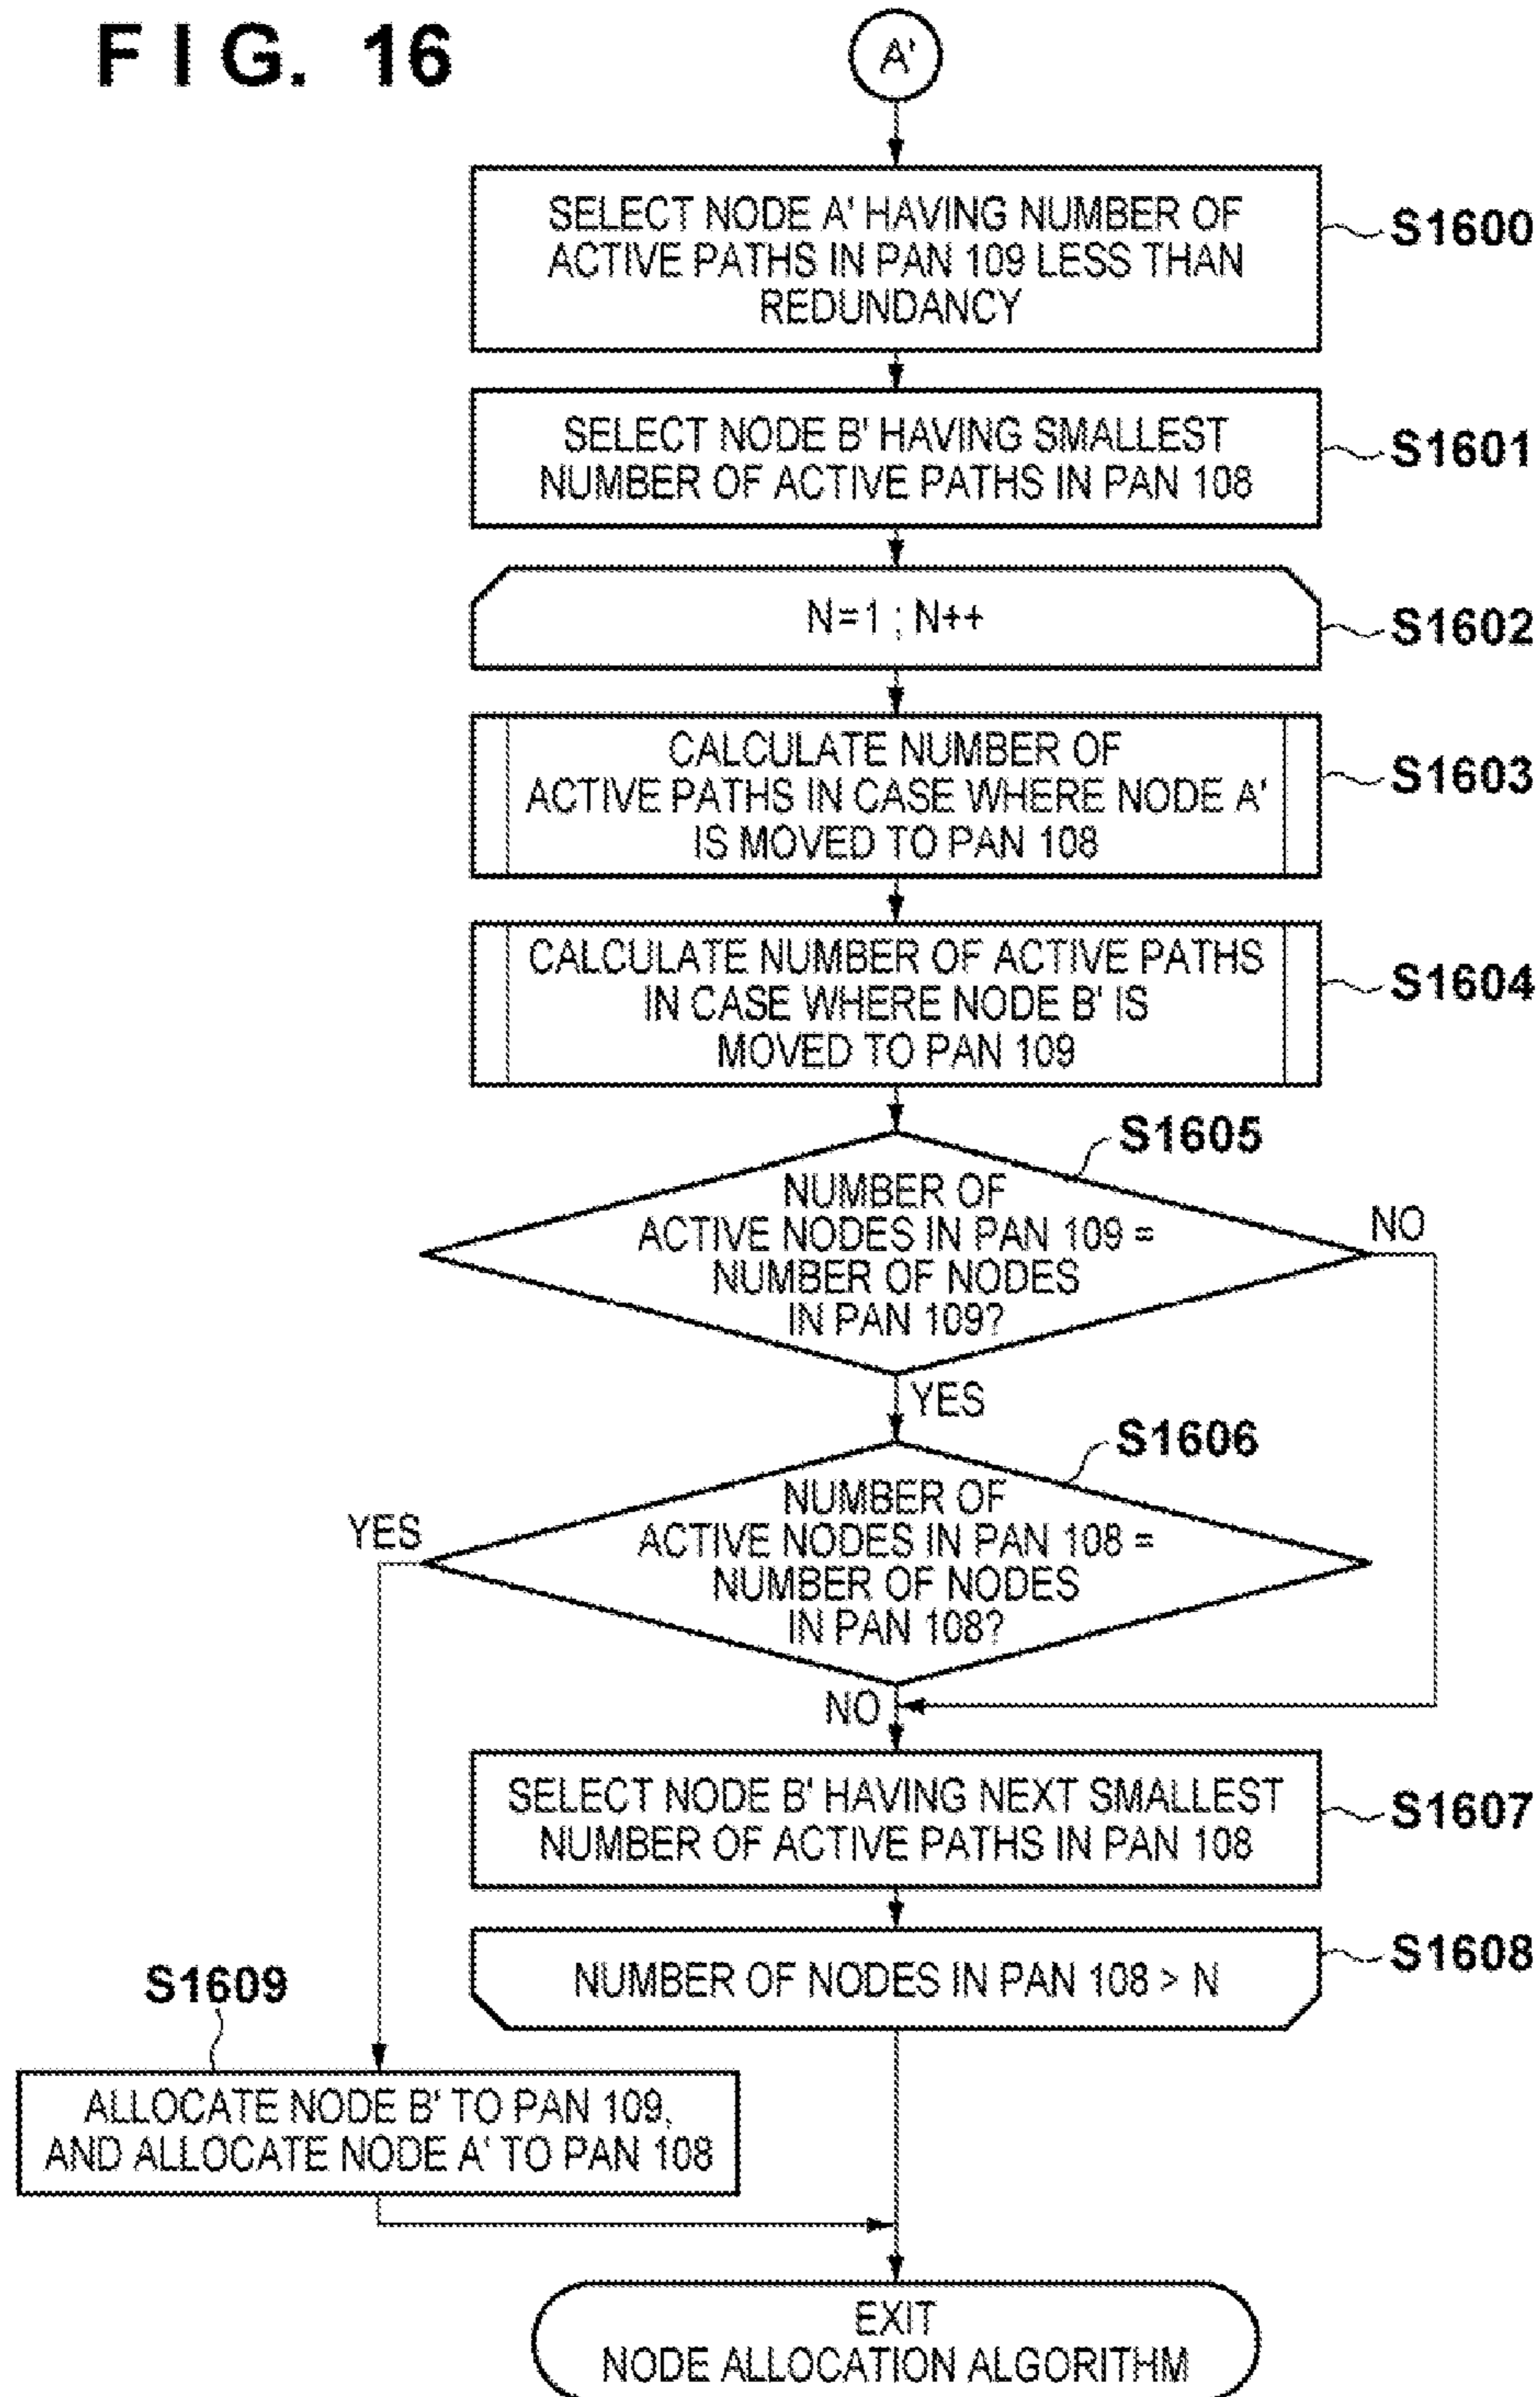 FIG. 16
A'
SELECT NODE A' HAVING NUMBER OF
ACTIVE PATHS IN PAN 109 LESS THAN
REDUNDANCY
S1600
SELECT NODE B' HAVING SMALLEST
NUMBER OF ACTIVE PATHS IN PAN 108
S1601
N=1 ; N++
S1602
CALCULATE NUMBER OF
ACTIVE PATHS IN CASE WHERE NODE A'
IS MOVED TO PAN 108
S1603
CALCULATE NUMBER OF ACTIVE PATHS
IN CASE WHERE NODE B' IS
MOVED TO PAN 109
S1604
S1605
NUMBER OF
ACTIVE NODES IN PAN 109 =
NUMBER OF NODES
IN PAN 109?
NO
YES
S1606
NUMBER OF
ACTIVE NODES IN PAN 108 =
NUMBER OF NODES
IN PAN 108?
YES
NO
SELECT NODE B' HAVING NEXT SMALLEST
NUMBER OF ACTIVE PATHS IN PAN 108
S1607
NUMBER OF NODES IN PAN 108 > N
S1608
S1609
ALLOCATE NODE B' TO PAN 109,
AND ALLOCATE NODE A' TO PAN 108
EXIT
NODE ALLOCATION ALGORITHM